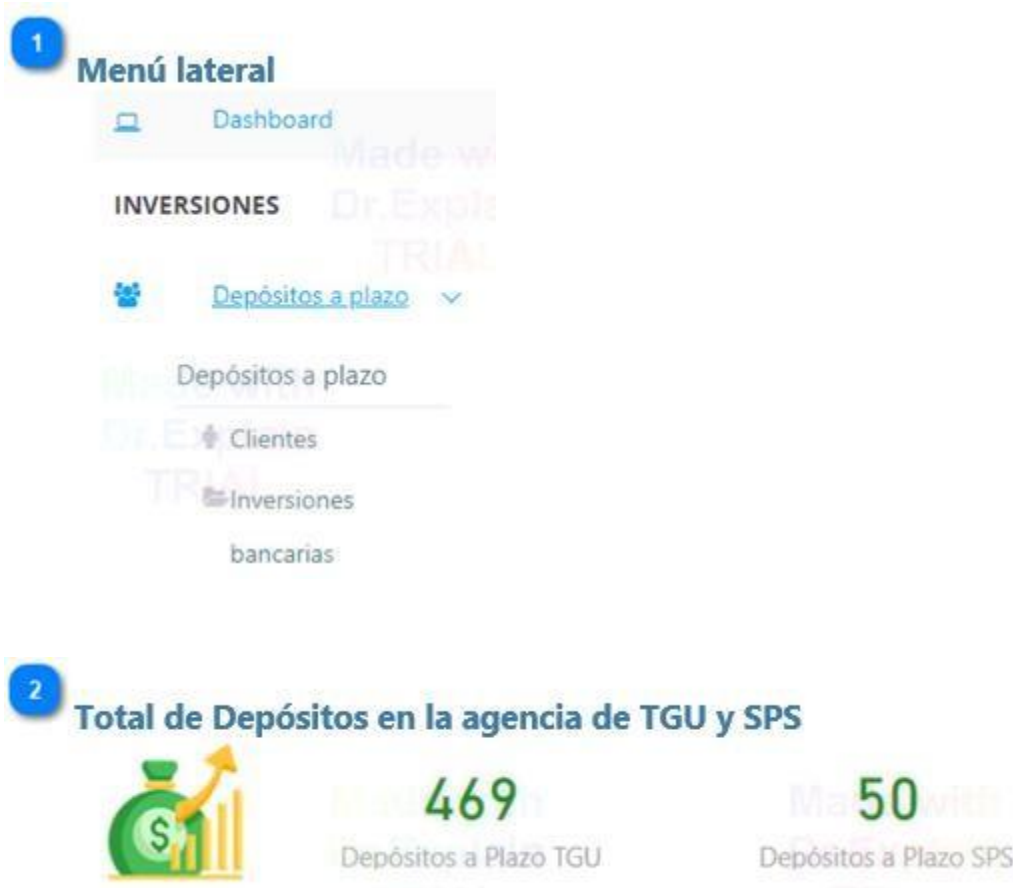 1
Menú lateral
Dashboard
INVERSIONES
Depósitos a plazo
Depósitos a plazo
Clientes
Inversiones
bancarias
2
Total de Depósitos en la agencia de TGU y SPS
$
469
50
Depósitos a Plazo TGU
Depósitos a Plazo SPS